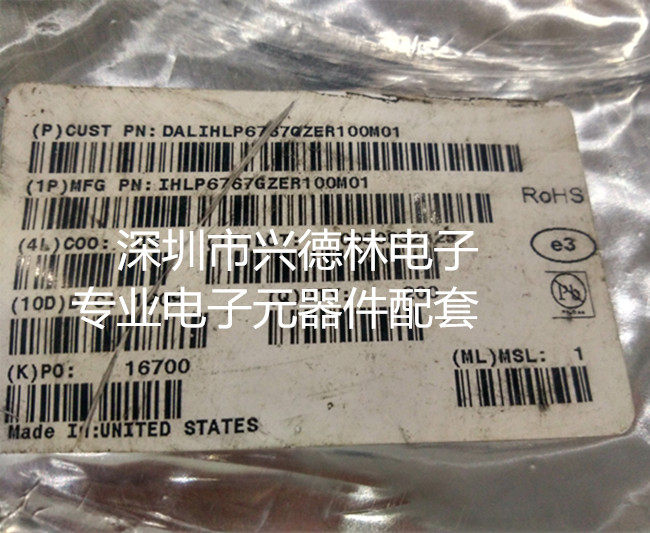 (P)CUST PN: DALIHLP6767GZER100M01
(1P)MFG PN: IHLP6767GZER100M01
RoHS
(4L)COO:
深圳市兴德林电子
e3
(10D)
专业电子元器件配套
Pb
(K)PO: 16700
(ML)MSL: 1
Made In:UNITED STATES